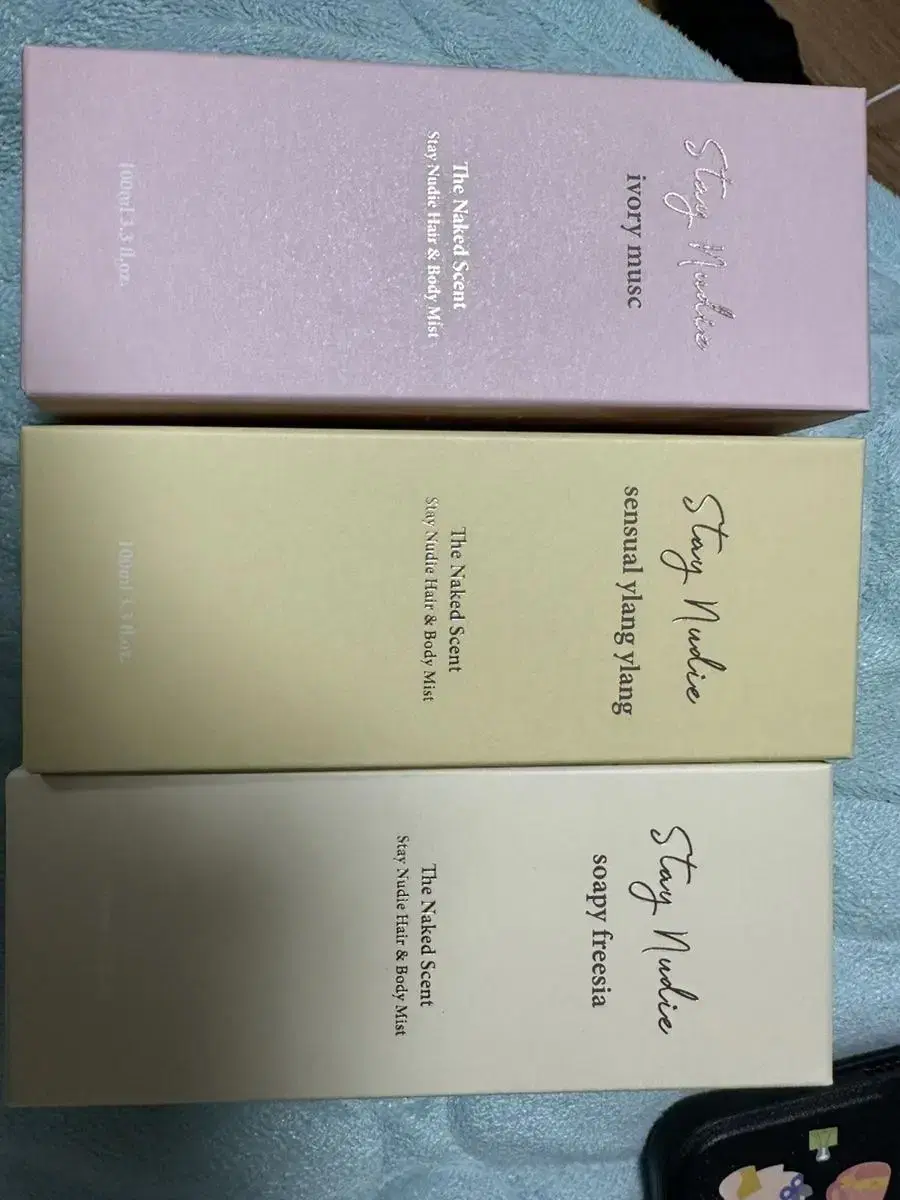 Stay Nudie
ivory musc
The Naked Scent
Stay Nudie Hair & Body Mist
100ml 3.3 fl.oz.
Stay Nudie
sensual ylang ylang
The Naked Scent
Stay Nudie Hair & Body Mist
100ml 3.3 fl.oz.
Stay Nudie
soapy freesia
The Naked Scent
Stay Nudie Hair & Body Mist